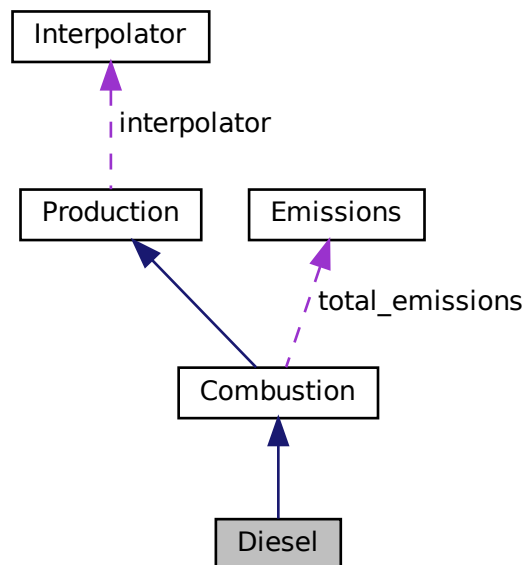 Interpolator
interpolator
Production
Emissions
total_emissions
Combustion
Diesel